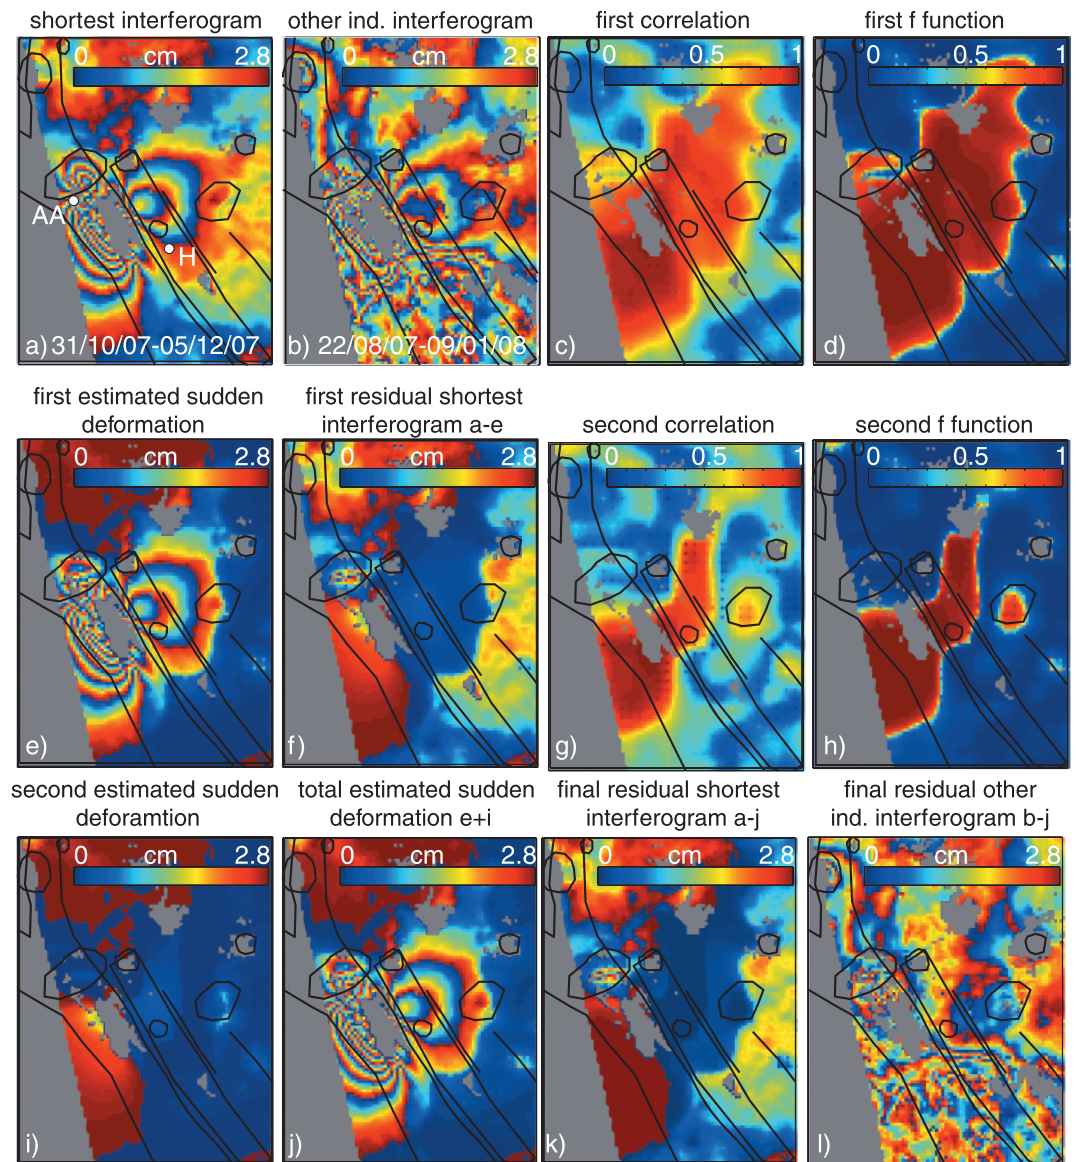 shortest interferogram
other ind. interferogram
first correlation
first f function
0 cm 2.8
0 cm 2.8
0 0.5 1
0 0.5 1
AA
H
a) 31/10/07-05/12/07
b) 22/08/07-09/01/08
c)
d)
first estimated sudden
deformation
first residual shortest
interferogram a-e
second correlation
second f function
0 cm 2.8
0 cm 2.8
0 0.5 1
0 0.5 1
e)
f)
g)
h)
second estimated sudden
deforamtion
total estimated sudden
deformation e+i
final residual shortest
interferogram a-j
final residual other
ind. interferogram b-j
0 cm 2.8
0 cm 2.8
0 cm 2.8
0 cm 2.8
i)
j)
k)
l)